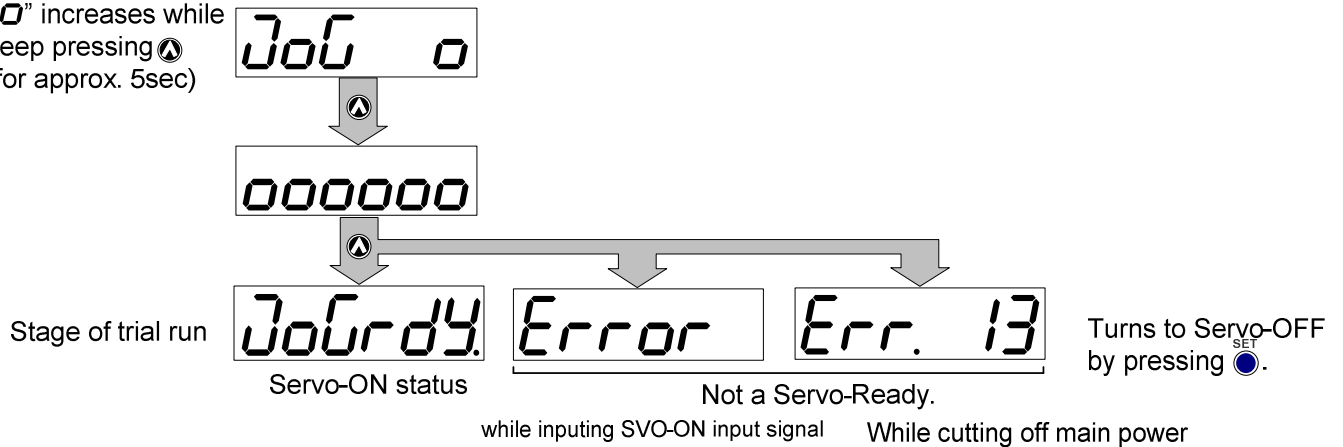 o" increases while
eep pressing
for approx. 5sec)
JoG o
oooooo
Stage of trial run
JoGrdy.
Error
Err. 13
Turns to Servo-OFF
SET
by pressing .
Servo-ON status
Not a Servo-Ready.
while inputing SVO-ON input signal
While cutting off main power